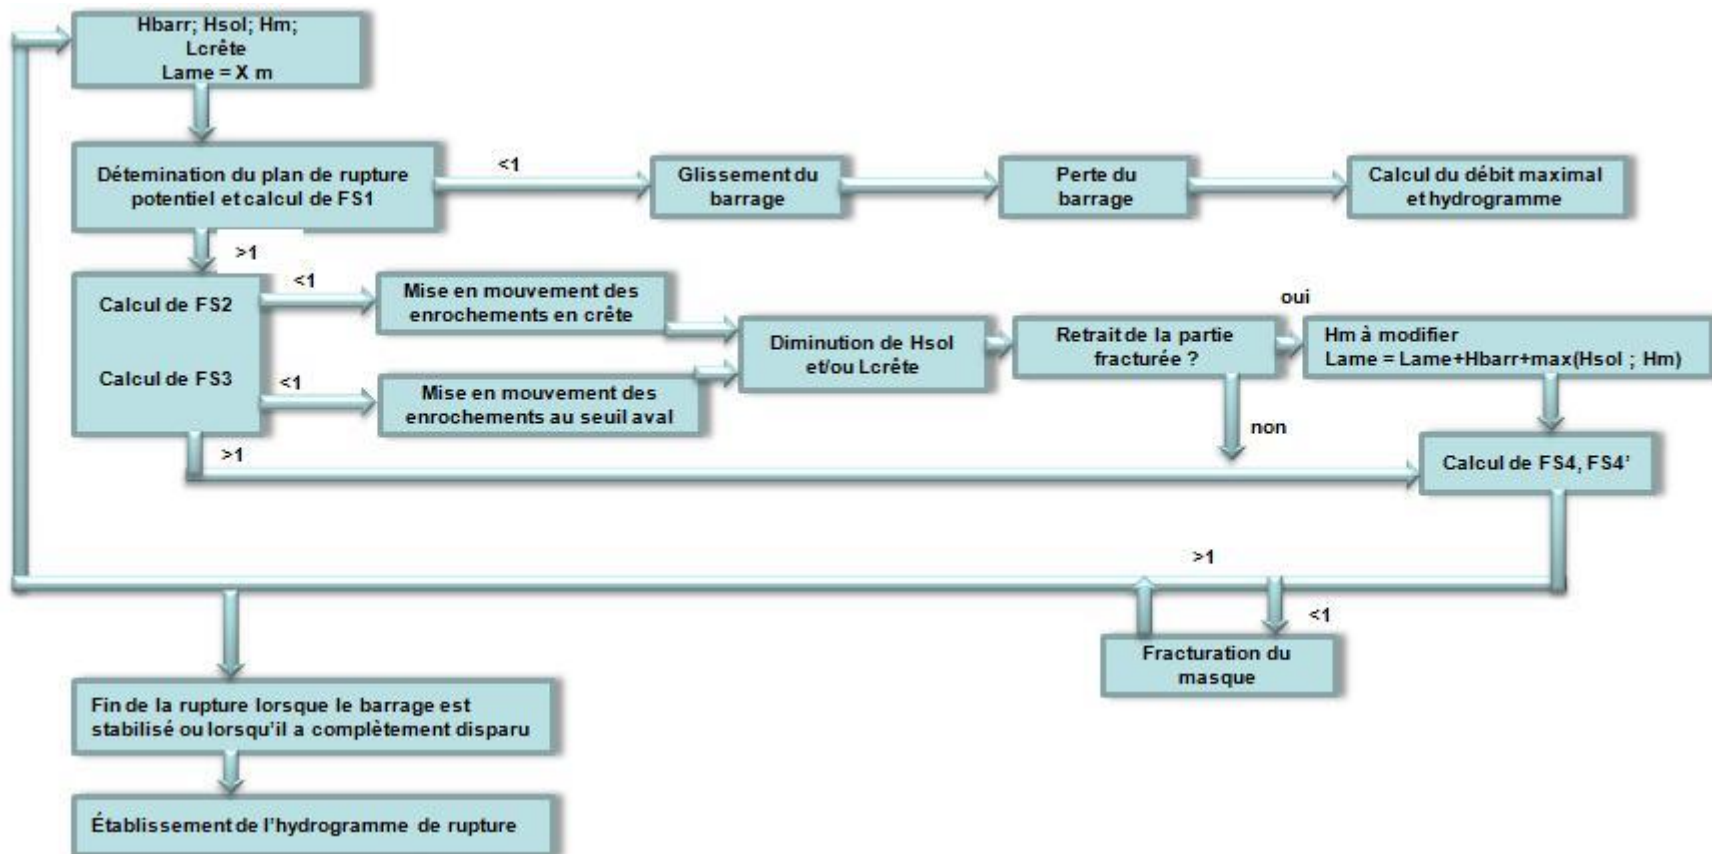 Hbarr; Hsol; Hm;
Lcrête
Lame = X m
Détemination du plan de rupture
potentiel et calcul de FS1
<1
Glissement du
barrage
Perte du
barrage
Calcul du débit maximal
et hydrogramme
>1
Calcul de FS2
<1
Mise en mouvement des
enrochements en crête
Calcul de FS3
<1
Mise en mouvement des
enrochements au seuil aval
Diminution de Hsol
et/ou Lcrête
Retrait de la partie
fracturée ?
oui
Hm à modifier
Lame = Lame+Hbarr+max(Hsol ; Hm)
non
>1
Calcul de FS4, FS4’
>1
<1
Fracturation du
masque
Fin de la rupture lorsque le barrage est
stabilisé ou lorsqu’il a complètement disparu
Établissement de l’hydrogramme de rupture